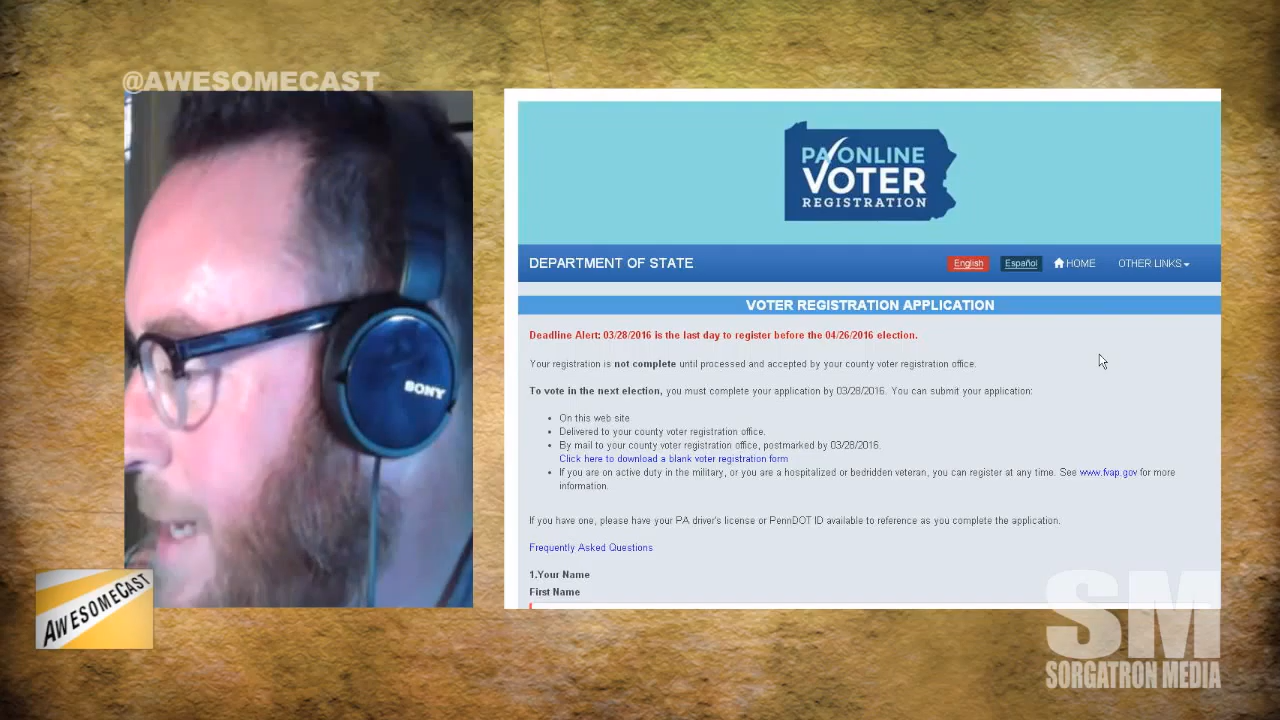 @AWESOMECAST
SONY
AWESOMECAST
PA ONLINE
VOTER
REGISTRATION
DEPARTMENT OF STATE
English
Español
HOME
OTHER LINKS
VOTER REGISTRATION APPLICATION
Deadline Alert: 03/28/2016 is the last day to register before the 04/26/2016 election.
Your registration is not complete until processed and accepted by your county voter registration office.
To vote in the next election, you must complete your application by 03/28/2016. You can submit your application:
• On this web site
• Delivered to your county voter registration office.
• By mail to your county voter registration office, postmarked by 03/28/2016.
Click here to download a blank voter registration form
• If you are on active duty in the military, or you are a hospitalized or bedridden veteran, you can register at any time. See www.fvap.gov for more
information.
If you have one, please have your PA driver's license or PennDOT ID available to reference as you complete the application.
Frequently Asked Questions
1.Your Name
First Name
SM
SORGATRON MEDIA